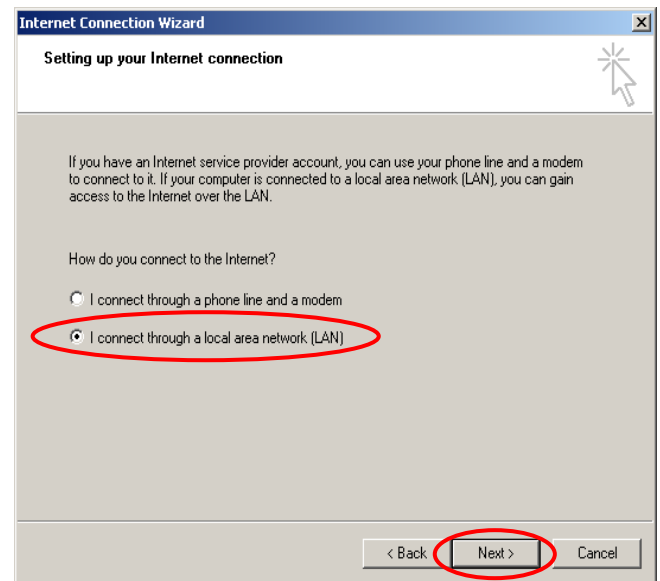 Internet Connection Wizard
Setting up your Internet connection
If you have an Internet service provider account, you can use your phone line and a modem
to connect to it. If your computer is connected to a local area network (LAN), you can gain
access to the Internet over the LAN.
How do you connect to the Internet?
I connect through a phone line and a modem
I connect through a local area network (LAN)
< Back Next > Cancel